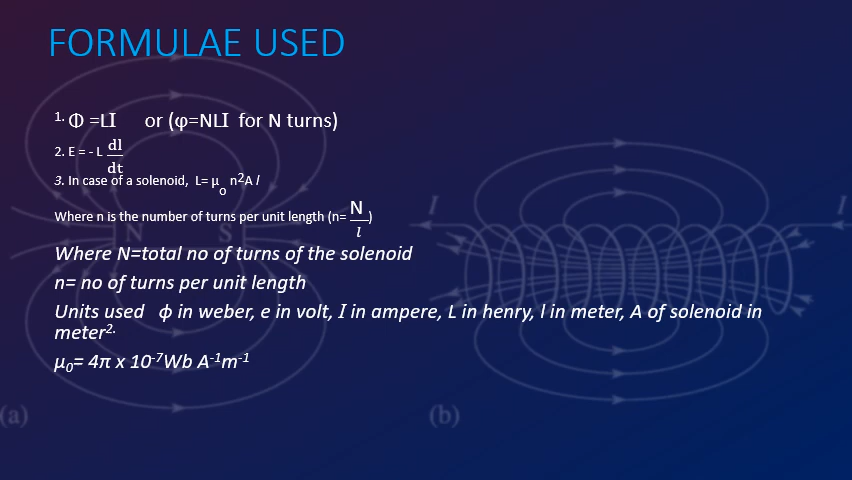 FORMULAE USED
1. Φ =LI or (φ=NLI for N turns)
2. E = - L dI/dt
3. In case of a solenoid, L= μo n²A l
Where n is the number of turns per unit length (n= N/l)
Where N=total no of turns of the solenoid
n= no of turns per unit length
Units used ϕ in weber, e in volt, I in ampere, L in henry, l in meter, A of solenoid in
meter².
μ₀= 4π x 10⁻⁷Wb A⁻¹m⁻¹
N S
I I
(a) (b)